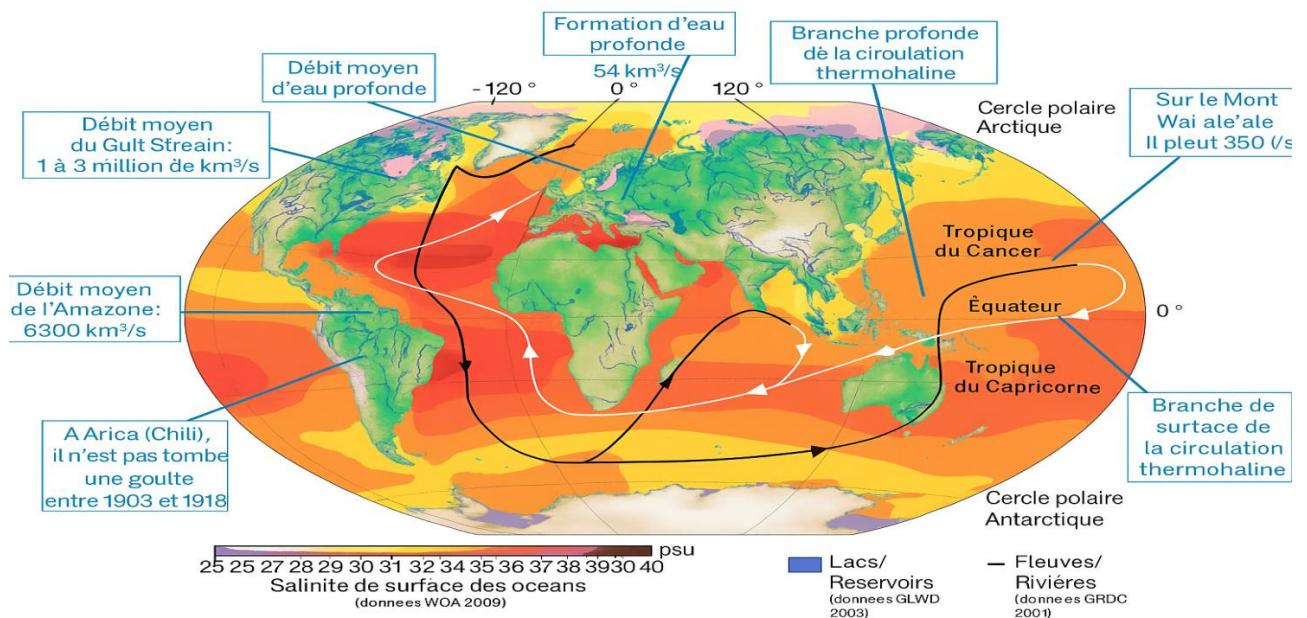 Formation d'eau
profonde
54 km³/s
Branche profonde
de la ciroulation
thermohaline
Débit moyen
d'eau profonde
-120°
0°
120°
Cercle polaire
Arctique
Sur le Mont
Wai ale'ale
Il pleut 350 (/s
Débit moyen
du Gult Streain:
1 à 3 million de km³/s
Tropique
du Cancer
Débit moyen
de l'Amazone:
6300 km³/s
Êquateur
0°
Tropique
du Capricorne
A Arica (Chili),
il n'est pas tombe
une goulte
entre 1903 et 1918
Branche de
surface de
la circulation
thermohaline
Cercle polaire
Antarctique
psu
25 25 27 28 29 30 31 32 34 35 36 37 38 39 30 40
Salinite de surface des oceans
(donnees WOA 2009)
Lacs/
Reservoirs
(donnees GLWD
2003)
Fleuves/
Riviéres
(donnees GRDC
2001)